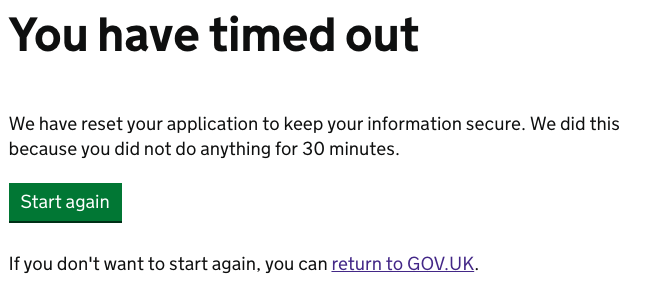 You have timed out
We have reset your application to keep your information secure. We did this
because you did not do anything for 30 minutes.
Start again
If you don't want to start again, you can return to GOV.UK.